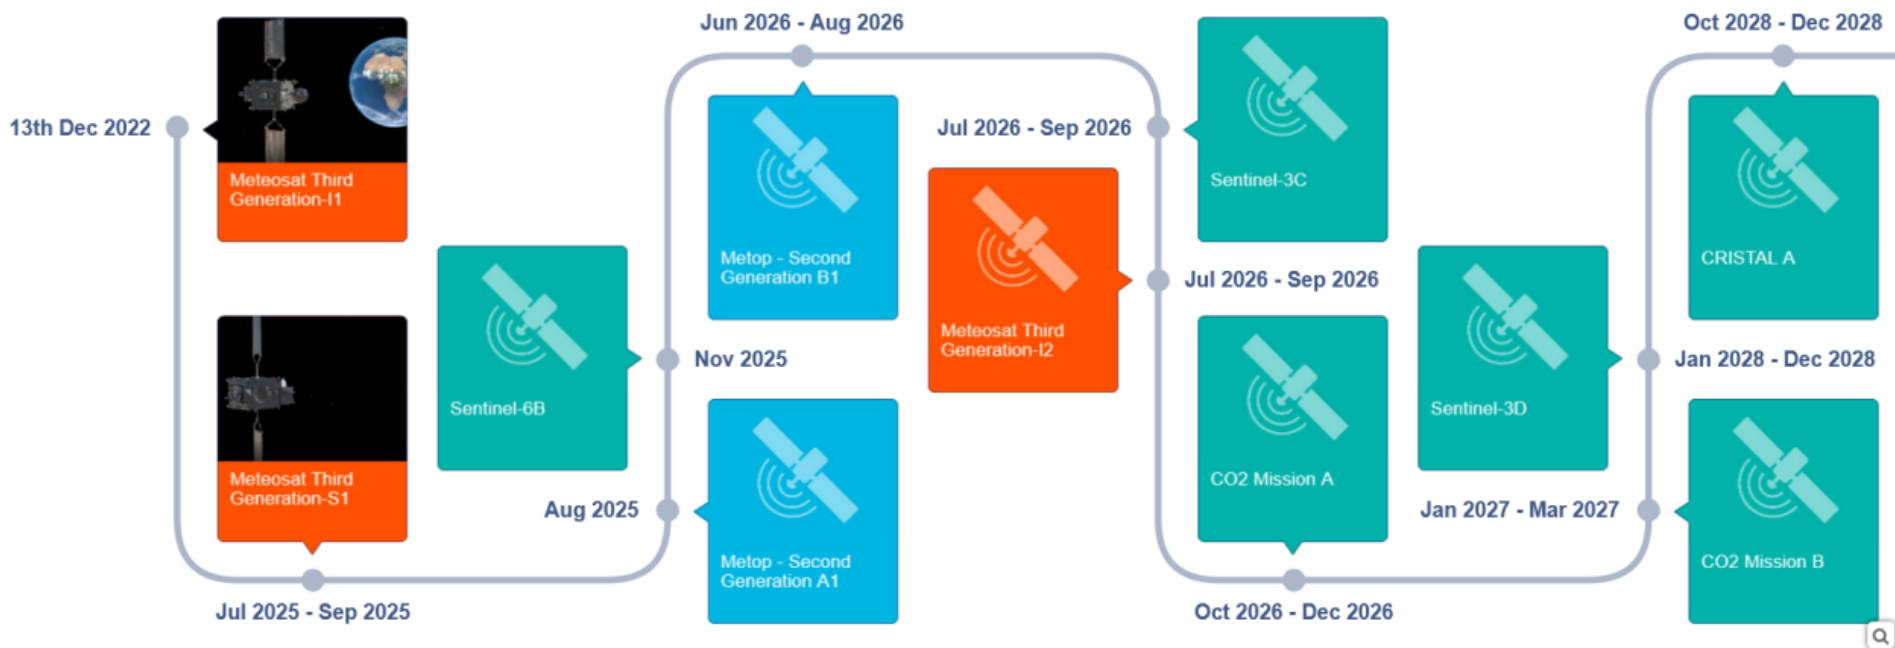 13th Dec 2022
Meteosat Third
Generation-I1
Meteosat Third
Generation-S1
Jul 2025 - Sep 2025
Aug 2025
Metop - Second
Generation A1
Sentinel-6B
Nov 2025
Jun 2026 - Aug 2026
Metop - Second
Generation B1
Jul 2026 - Sep 2026
Sentinel-3C
Meteosat Third
Generation-I2
Jul 2026 - Sep 2026
CO2 Mission A
Oct 2026 - Dec 2026
Jan 2027 - Mar 2027
CO2 Mission B
Sentinel-3D
Jan 2028 - Dec 2028
Oct 2028 - Dec 2028
CRISTAL A